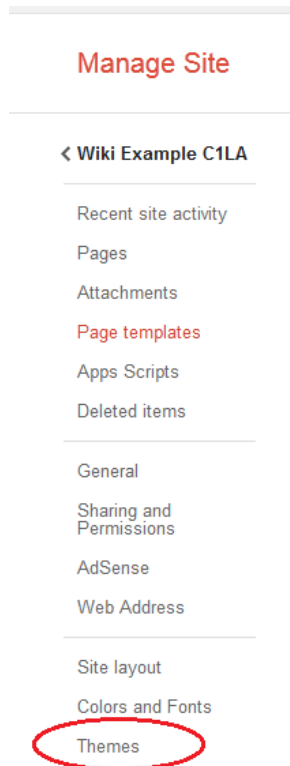 Manage Site
Wiki Example C1LA
Recent site activity
Pages
Attachments
Page templates
Apps Scripts
Deleted items
General
Sharing and
Permissions
AdSense
Web Address
Site layout
Colors and Fonts
Themes